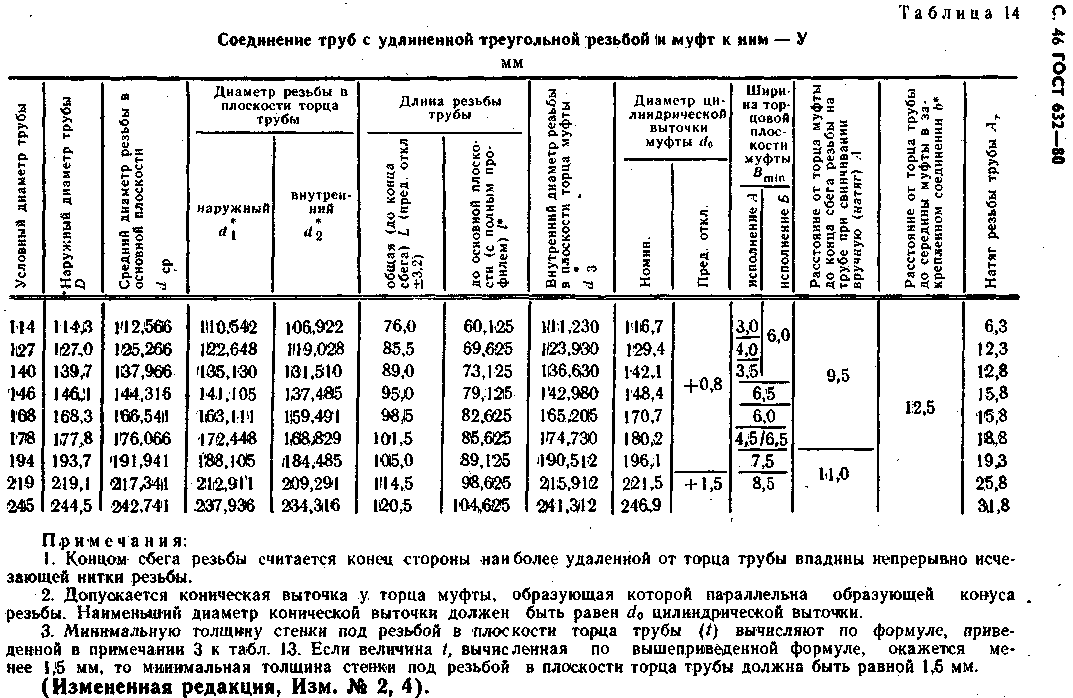 Таблица 14
С. 46 ГОСТ 632—80
Соединение труб с удлиненной треугольной резьбой и муфт к ним — У
мм
Условный диаметр трубы
Наружный диаметр трубы D
Средний диаметр резьбы в основной плоскости d ср
Диаметр резьбы в плоскости торца трубы
наружный d*1
внутренний d*2
Длина резьбы трубы
общая (до конца сбега) L (пред. откл ±3,2)
до основной плоскости (с полным профилем) l*
Внутренний диаметр резьбы в плоскости торца муфты d*3
Диаметр цилиндрической выточки муфты d0
Номин.
Пред. откл.
Ширина торцовой плоскости муфты Bmin
исполнение А
исполнение Б
Расстояние от торца муфты до конца сбега резьбы на трубе при свинчивании вручную (натяг) А
Расстояние от торца трубы до середины муфты в закрепленном соединении b*
Натяг резьбы трубы А₁
114 114,3 112,566 110,542 106,922 76,0 60,125 111,230 116,7 3,0 6,0 6,3
127 127,0 125,266 122,648 119,028 85,5 69,625 123,930 129,4 4,0 12,3
140 139,7 137,966 135,130 131,510 89,0 73,125 136,630 142,1 +0,8 3,5 9,5 12,8
146 146,1 144,316 141,105 137,485 95,0 79,125 142,980 148,4 6,5 15,8
168 168,3 166,541 163,111 159,491 98,5 82,625 165,205 170,7 6,0 12,5 15,8
178 177,8 176,066 172,448 168,829 101,5 85,625 174,730 180,2 4,5/6,5 18,8
194 193,7 191,941 188,105 184,485 105,0 89,125 190,512 196,1 7,5 11,0 19,3
219 219,1 217,341 212,911 209,291 114,5 98,625 215,912 221,5 +1,5 8,5 25,8
245 244,5 242,741 237,936 234,316 120,5 104,625 241,312 246,9 31,8
Примечания:
1. Концом сбега резьбы считается конец стороны наиболее удаленной от торца трубы впадины непрерывно исче-
зающей нитки резьбы.
2. Допускается коническая выточка у торца муфты, образующая которой параллельна образующей конуса
резьбы. Наименьший диаметр конической выточки должен быть равен d0 цилиндрической выточки.
3. Минимальную толщину стенки под резьбой в плоскости торца трубы (t) вычисляют по формуле, приве-
денной в примечании 3 к табл. 13. Если величина t, вычисленная по вышеприведенной формуле, окажется ме-
нее 1,5 мм, то минимальная толщина стенки под резьбой в плоскости торца трубы должна быть равной 1,5 мм.
(Измененная редакция, Изм. № 2, 4).